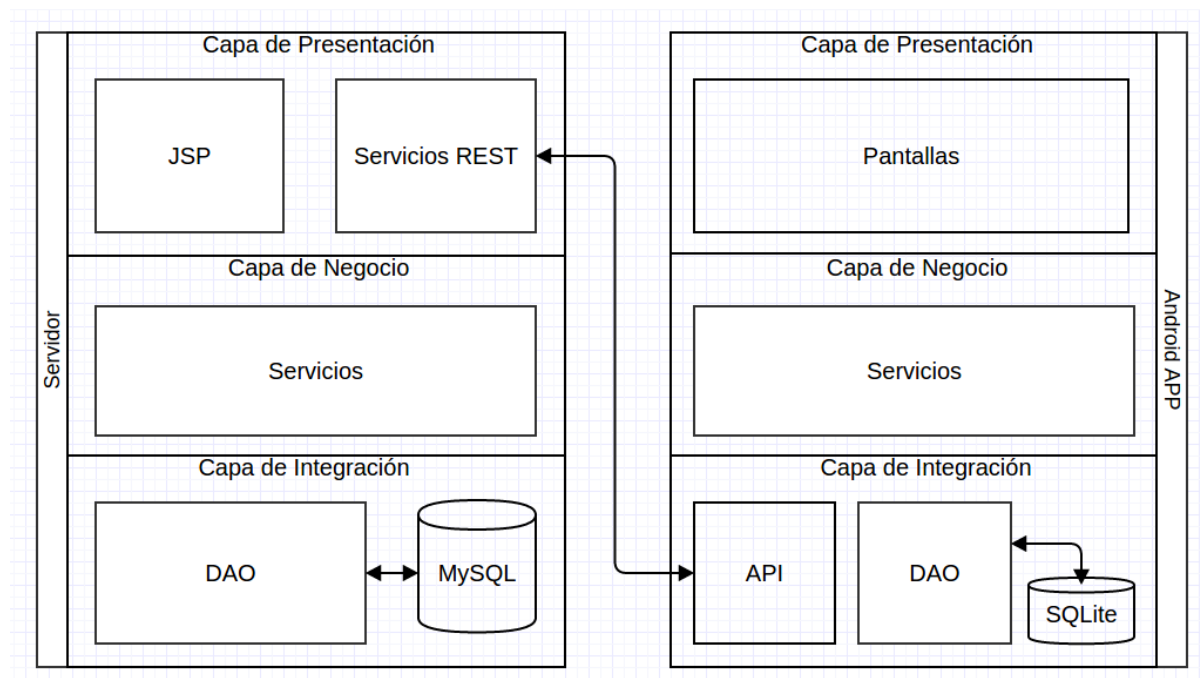 Servidor
Capa de Presentación
JSP
Servicios REST
Capa de Negocio
Servicios
Capa de Integración
DAO
MySQL
Capa de Presentación
Pantallas
Capa de Negocio
Servicios
Capa de Integración
API
DAO
SQLite
Android APP